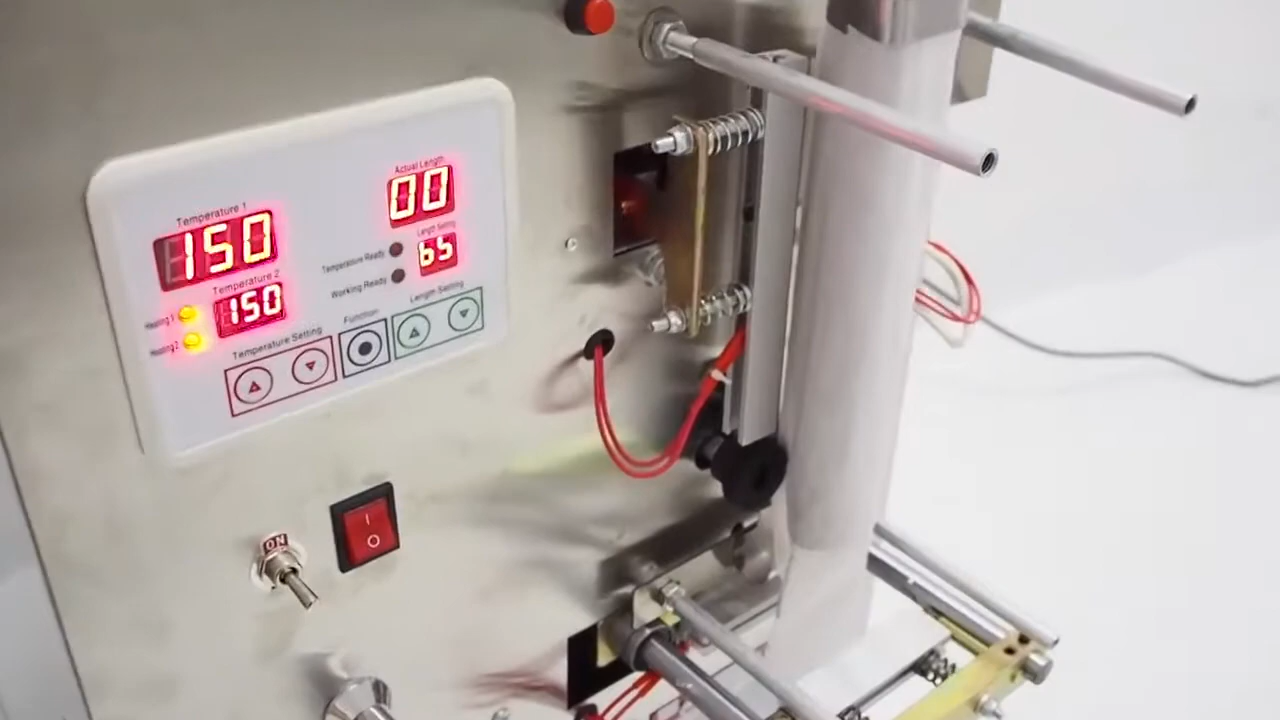 Temperature 1
150
Temperature 2
150
Heating 1
Heating 2
Actual Length
00
Length Setting
65
Temperature Ready
Working Ready
Temperature Setting
Function
Length Setting
ON
I
O